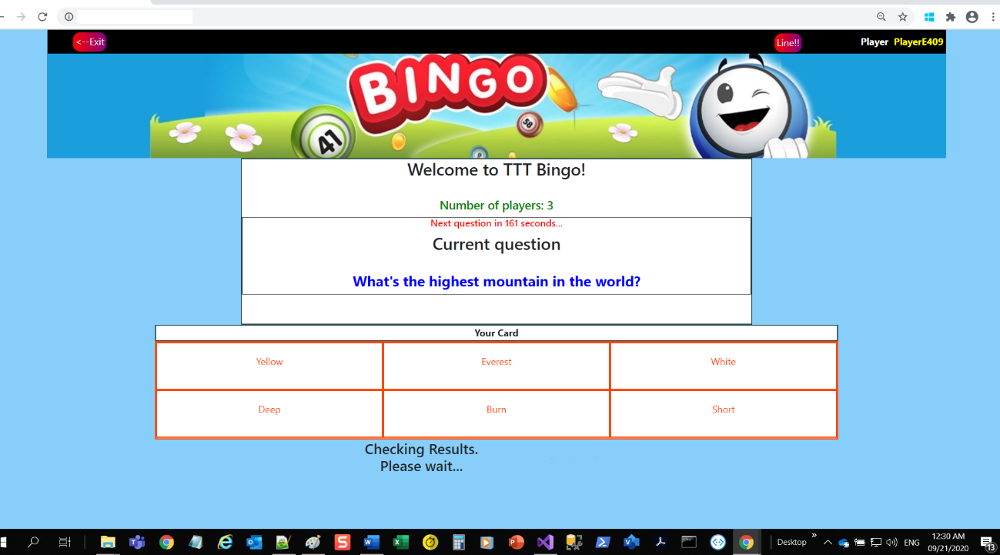 <--Exit
Line!!
Player PlayerE409
BINGO
41
58
P
Welcome to TTT Bingo!
Number of players: 3
Next question in 161 seconds...
Current question
What's the highest mountain in the world?
Your Card
Yellow Everest White
Deep Burn Short
Checking Results.
Please wait...
Desktop
ENG
12:30 AM
09/21/2020
13